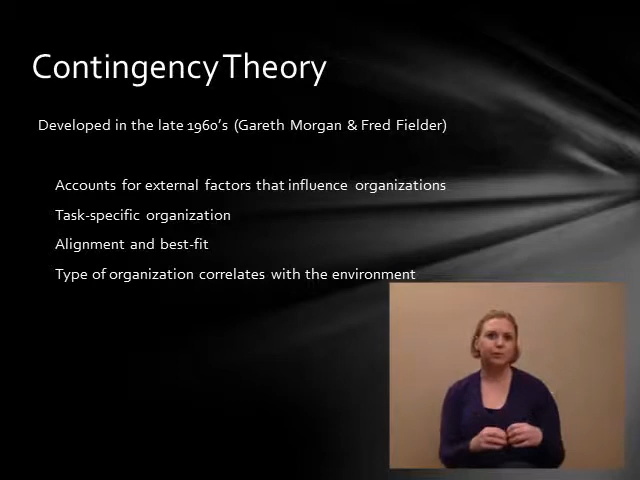 Contingency Theory
Developed in the late 1960's (Gareth Morgan & Fred Fielder)
Accounts for external factors that influence organizations
Task-specific organization
Alignment and best-fit
Type of organization correlates with the environment